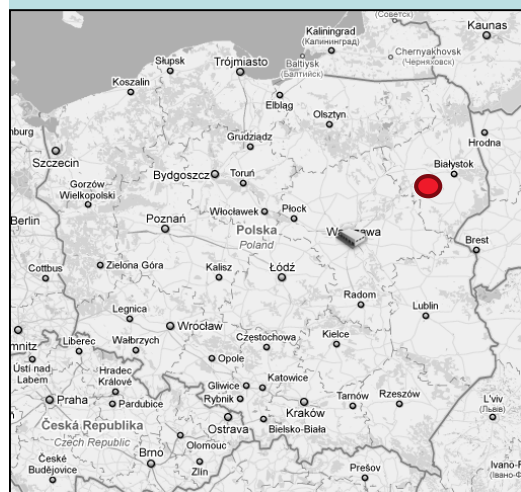 (Советск)
Kaliningrad
(Калининград)
Kaunas
Baltiysk
(Балтийск)
Chernyakhovsk
(Черняховск)
Słupsk
Trójmiasto
Koszalin
Elbląg
Olsztyn
Grudziądz
Hrodna
Szczecin
Białystok
Bydgoszcz
Toruń
Gorzów
Wielkopolski
Włocławek
Płock
Berlin
Poznań
Polska
Poland
Brest
Cottbus
Zielona Góra
Kalisz
Łódź
Radom
Lublin
Legnica
Wrocław
Wałbrzych
Częstochowa
Kielce
Liberec
Opole
Ústí nad
Labem
Hradec
Králové
Gliwice
Katowice
Rybnik
Tarnów
Rzeszów
Praha
Pardubice
Kraków
Ostrava
Bielsko-Biała
L'viv
(Львів)
Česká Republika
Czech Republic
Olomouc
Brno
Zlin
České
Budějovice
Prešov